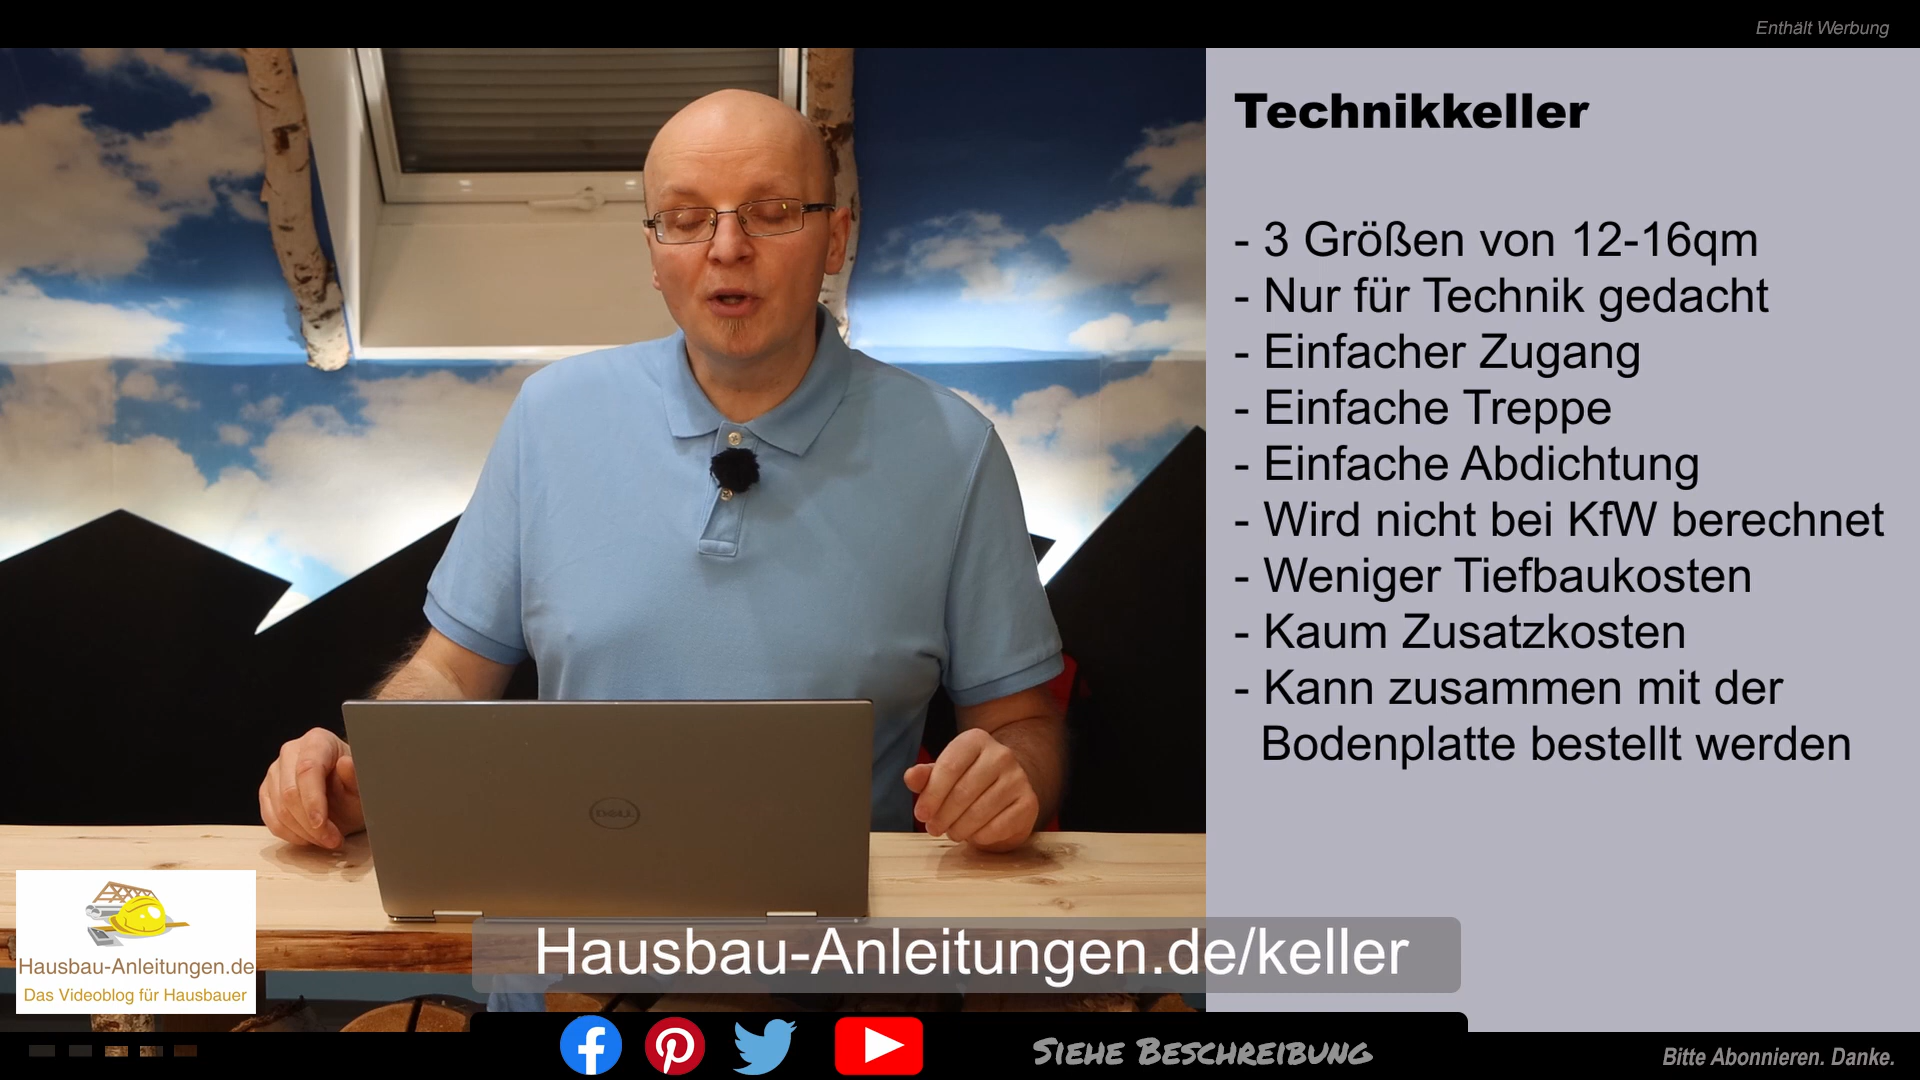 Enthält Werbung
Technikkeller
- 3 Größen von 12-16qm
- Nur für Technik gedacht
- Einfacher Zugang
- Einfache Treppe
- Einfache Abdichtung
- Wird nicht bei KfW berechnet
- Weniger Tiefbaukosten
- Kaum Zusatzkosten
- Kann zusammen mit der
Bodenplatte bestellt werden
DELL
Hausbau-Anleitungen.de/keller
Hausbau-Anleitungen.de
Das Videoblog für Hausbauer
Siehe Beschreibung
Bitte Abonnieren. Danke.